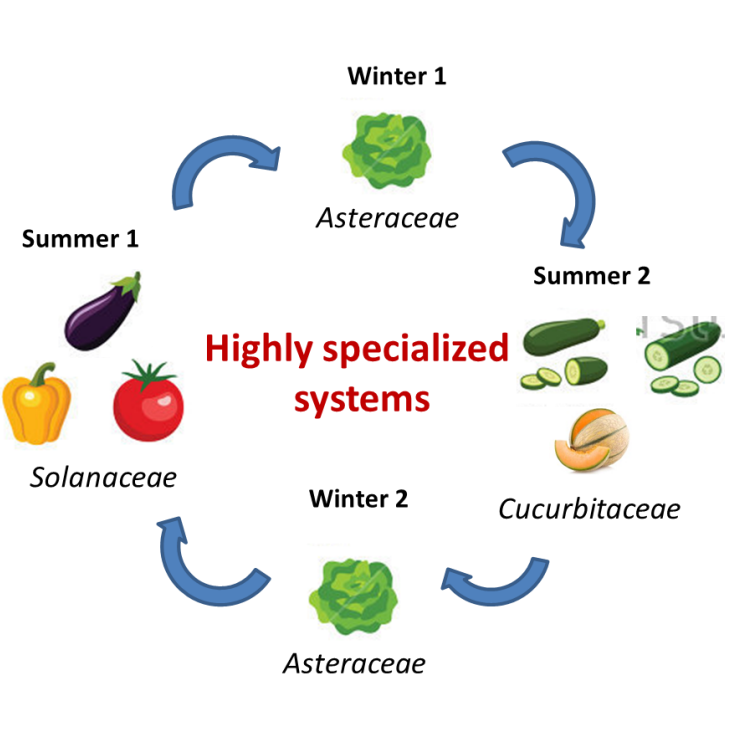 Winter 1
Asteraceae
Summer 1
Summer 2
Highly specialized
systems
Solanaceae
Cucurbitaceae
Winter 2
Asteraceae